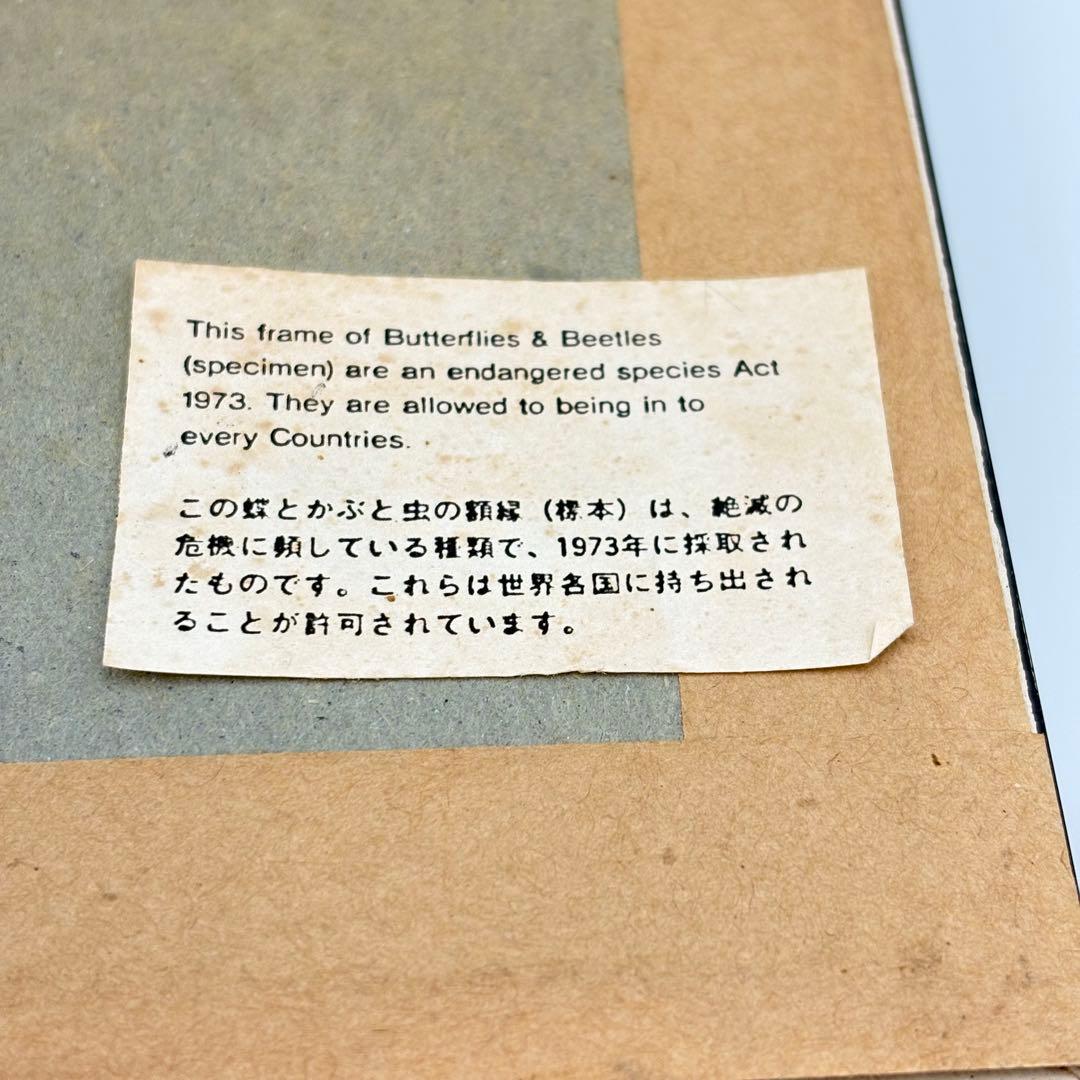 This frame of Butterflies & Beetles
(specimen) are an endangered species Act
1973. They are allowed to being in to
every Countries.
この蝶とかぶと虫の額縁（標本）は、絶滅の
危機に頻している種類で、1973年に採取され
たものです。これらは世界各国に持ち出され
ることが許可されています。